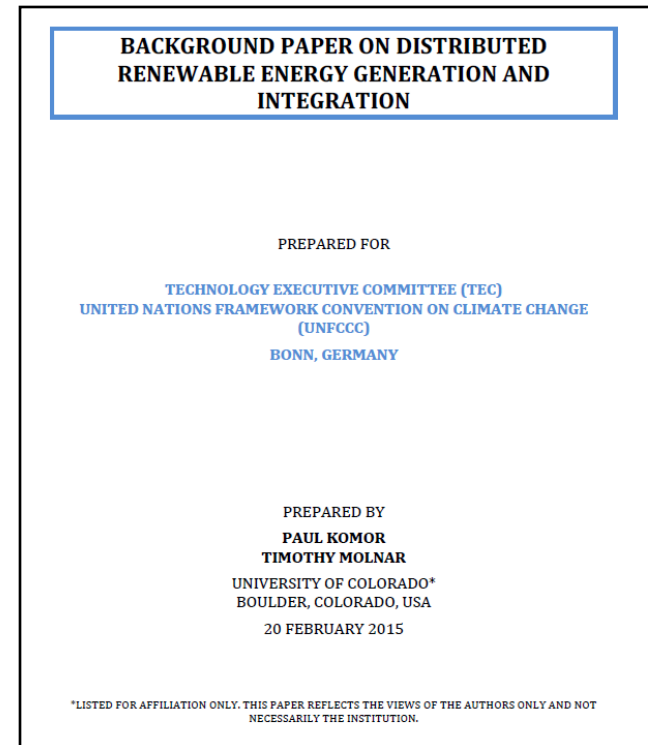 BACKGROUND PAPER ON DISTRIBUTED
RENEWABLE ENERGY GENERATION AND
INTEGRATION
PREPARED FOR
TECHNOLOGY EXECUTIVE COMMITTEE (TEC)
UNITED NATIONS FRAMEWORK CONVENTION ON CLIMATE CHANGE
(UNFCCC)
BONN, GERMANY
PREPARED BY
PAUL KOMOR
TIMOTHY MOLNAR
UNIVERSITY OF COLORADO*
BOULDER, COLORADO, USA
20 FEBRUARY 2015
*LISTED FOR AFFILIATION ONLY. THIS PAPER REFLECTS THE VIEWS OF THE AUTHORS ONLY AND NOT
NECESSARILY THE INSTITUTION.